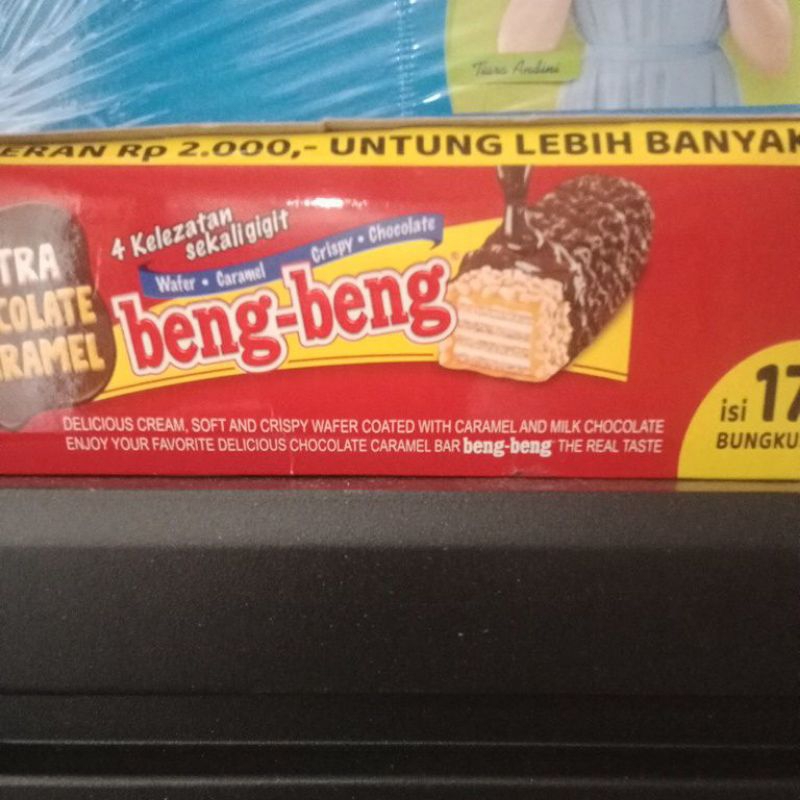 Tiara Andini
ERAN Rp 2.000,- UNTUNG LEBIH BANYAK
4 Kelezatan
sekali gigit
Wafer • Caramel Crispy • Chocolate
TRA
COLATE
RAMEL
beng-beng
isi 17
BUNGKU
DELICIOUS CREAM, SOFT AND CRISPY WAFER COATED WITH CARAMEL AND MILK CHOCOLATE
ENJOY YOUR FAVORITE DELICIOUS CHOCOLATE CARAMEL BAR beng-beng THE REAL TASTE